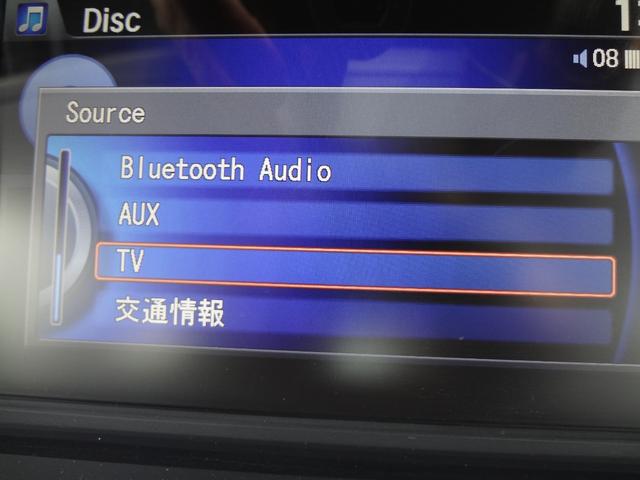 Disc
08
Source
Bluetooth Audio
AUX
TV
交通情報